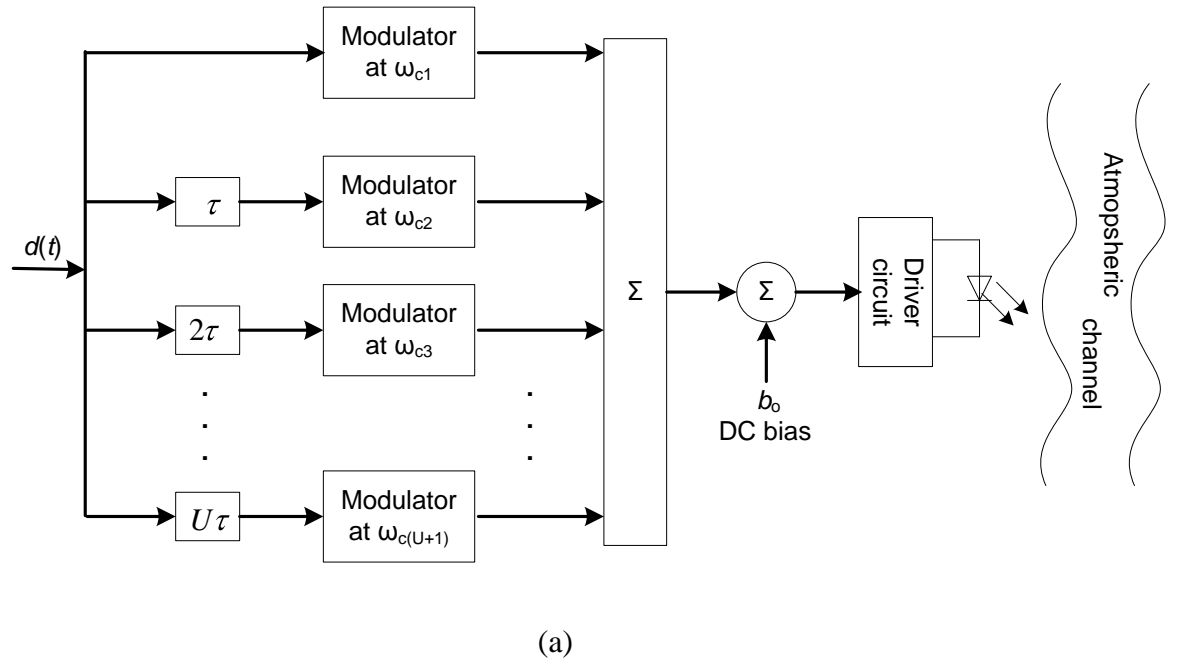 Modulator
at ωc1
τ
Modulator
at ωc2
d(t)
2τ
Modulator
at ωc3
. . .
. . .
Uτ
Modulator
at ωc(U+1)
Σ
Σ
bo
DC bias
Driver
circuit
Atmopsheric
channel
(a)